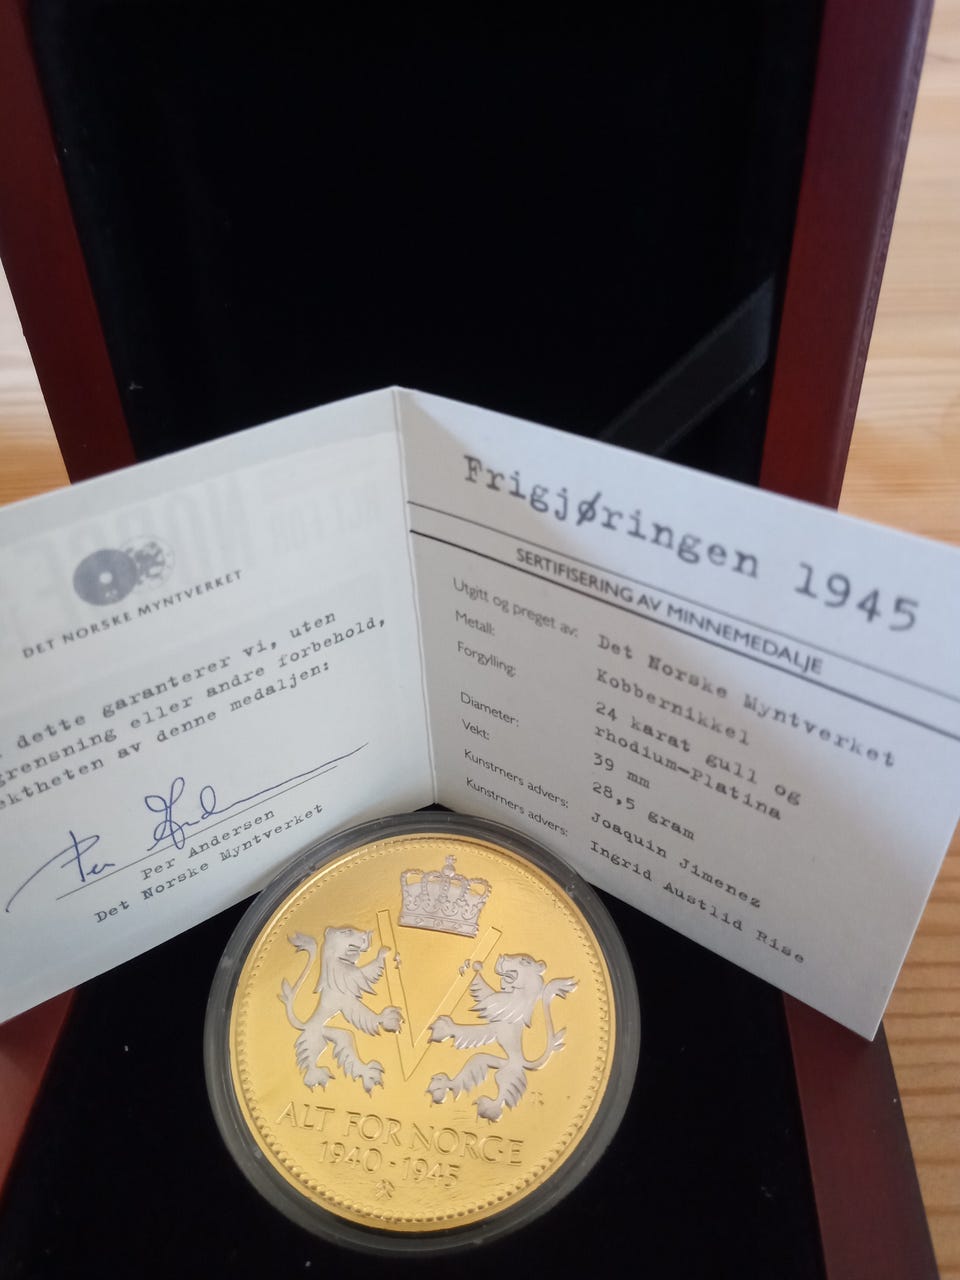 DET NORSKE MYNTVERKET
dette garanterer vi, uten
grensning eller andre forbehold,
ektheten av denne medaljen:
Per Andersen
Det Norske Myntverket
Frigjøringen 1945
SERTIFISERING AV MINNEMEDALJE
Utgitt og preget av: Det Norske Myntverket
Metall: Kobbernikkel
Forgylling: 24 karat gull og
rhodium-Platina
Diameter: 39 mm
Vekt: 28,5 gram
Kunstrners advers: Joaquin Jimenez
Kunstrners advers: Ingrid Austlid Rise
ALT FOR NORGE
1940 · 1945